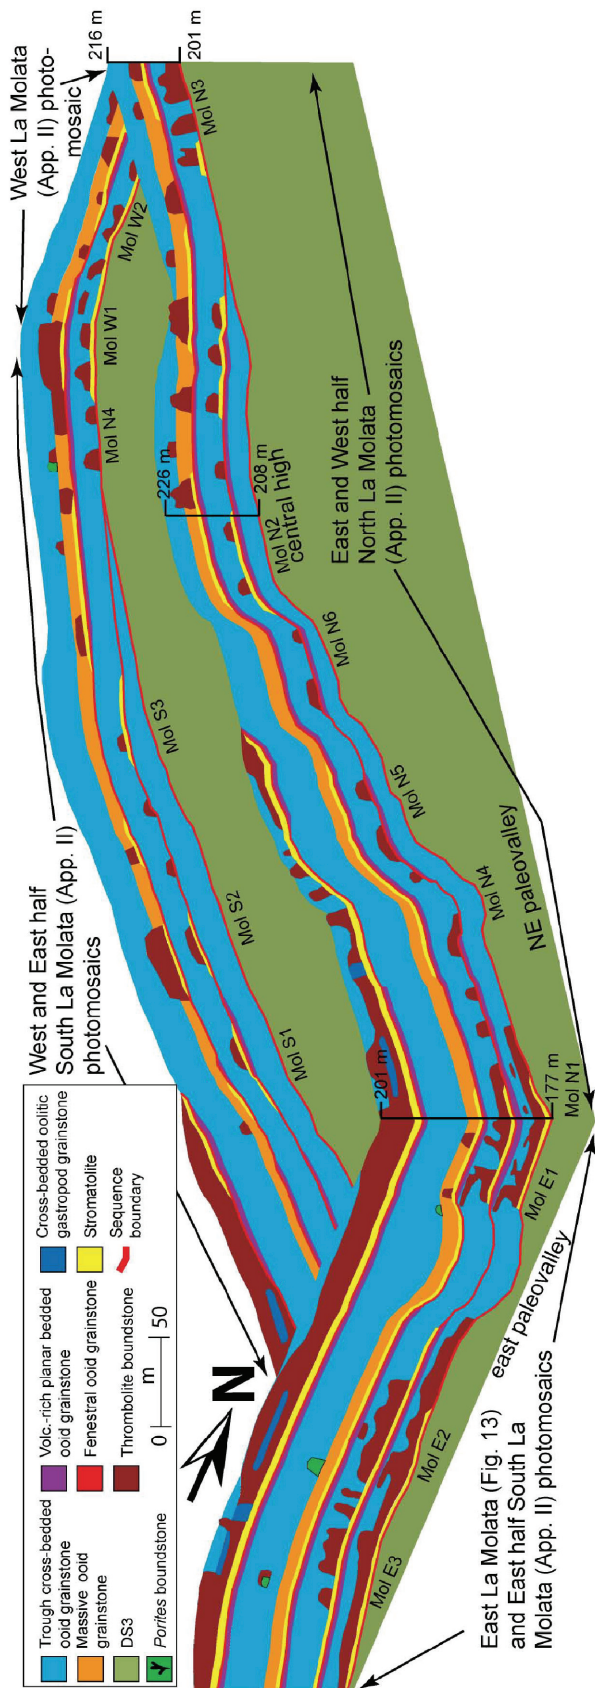 West La Molata
(App. II) photo-
mosaic
216 m
201 m
Mol N3
Mol W2
Mol W1
Mol N4
226 m
208 m
Mol N2
central high
East and West half
North La Molata
(App. II) photomosaics
Mol N6
Mol S3
Mol N5
Mol S2
Mol N4
NE paleovalley
West and East half
South La Molata (App. II)
photomosaics
Mol S1
201 m
177 m
Mol N1
Mol E1
east paleovalley
Mol E2
Mol E3
East La Molata (Fig. 13)
and East half South La
Molata (App. II) photomosaics
N
Trough cross-bedded
ooid grainstone
Massive ooid
grainstone
DS3
Porites boundstone
Volc.-rich planar bedded
ooid grainstone
Fenestral ooid grainstone
Thrombolite boundstone
Cross-bedded oolitic
gastropod grainstone
Stromatolite
Sequence
boundary
0 m 50